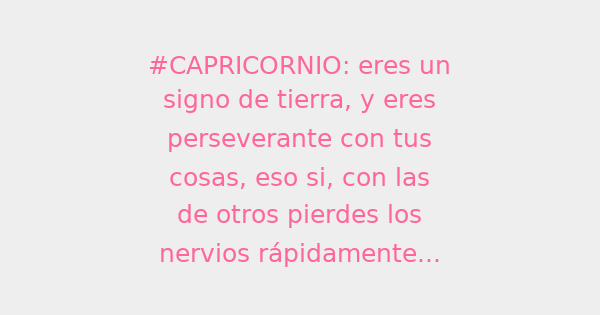 #CAPRICORNIO: eres un
signo de tierra, y eres
perseverante con tus
cosas, eso si, con las
de otros pierdes los
nervios rápidamente...